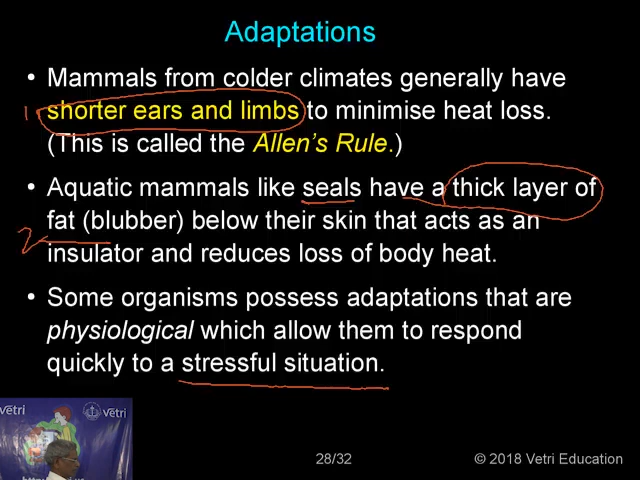 Adaptations
• Mammals from colder climates generally have
1. shorter ears and limbs to minimise heat loss.
(This is called the Allen's Rule.)
• Aquatic mammals like seals have a thick layer of
fat (blubber) below their skin that acts as an
2 insulator and reduces loss of body heat.
• Some organisms possess adaptations that are
physiological which allow them to respond
quickly to a stressful situation.
Vetri
Vetri
28/32
© 2018 Vetri Education